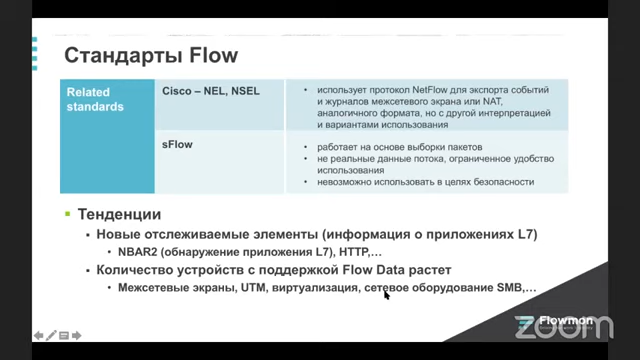 Стандарты Flow
Related
standards
Cisco – NEL, NSEL
• использует протокол NetFlow для экспорта событий
и журналов межсетевого экрана или NAT,
аналогичного формата, но с другой интерпретацией
и вариантами использования
sFlow
• работает на основе выборки пакетов
• не реальные данные потока, ограниченное удобство
использования
• невозможно использовать в целях безопасности
Тенденции
• Новые отслеживаемые элементы (информация о приложениях L7)
• NBAR2 (обнаружение приложения L7), HTTP,…
• Количество устройств с поддержкой Flow Data растет
• Межсетевые экраны, UTM, виртуализация, сетевое оборудование SMB,…
Flowmon
zoom